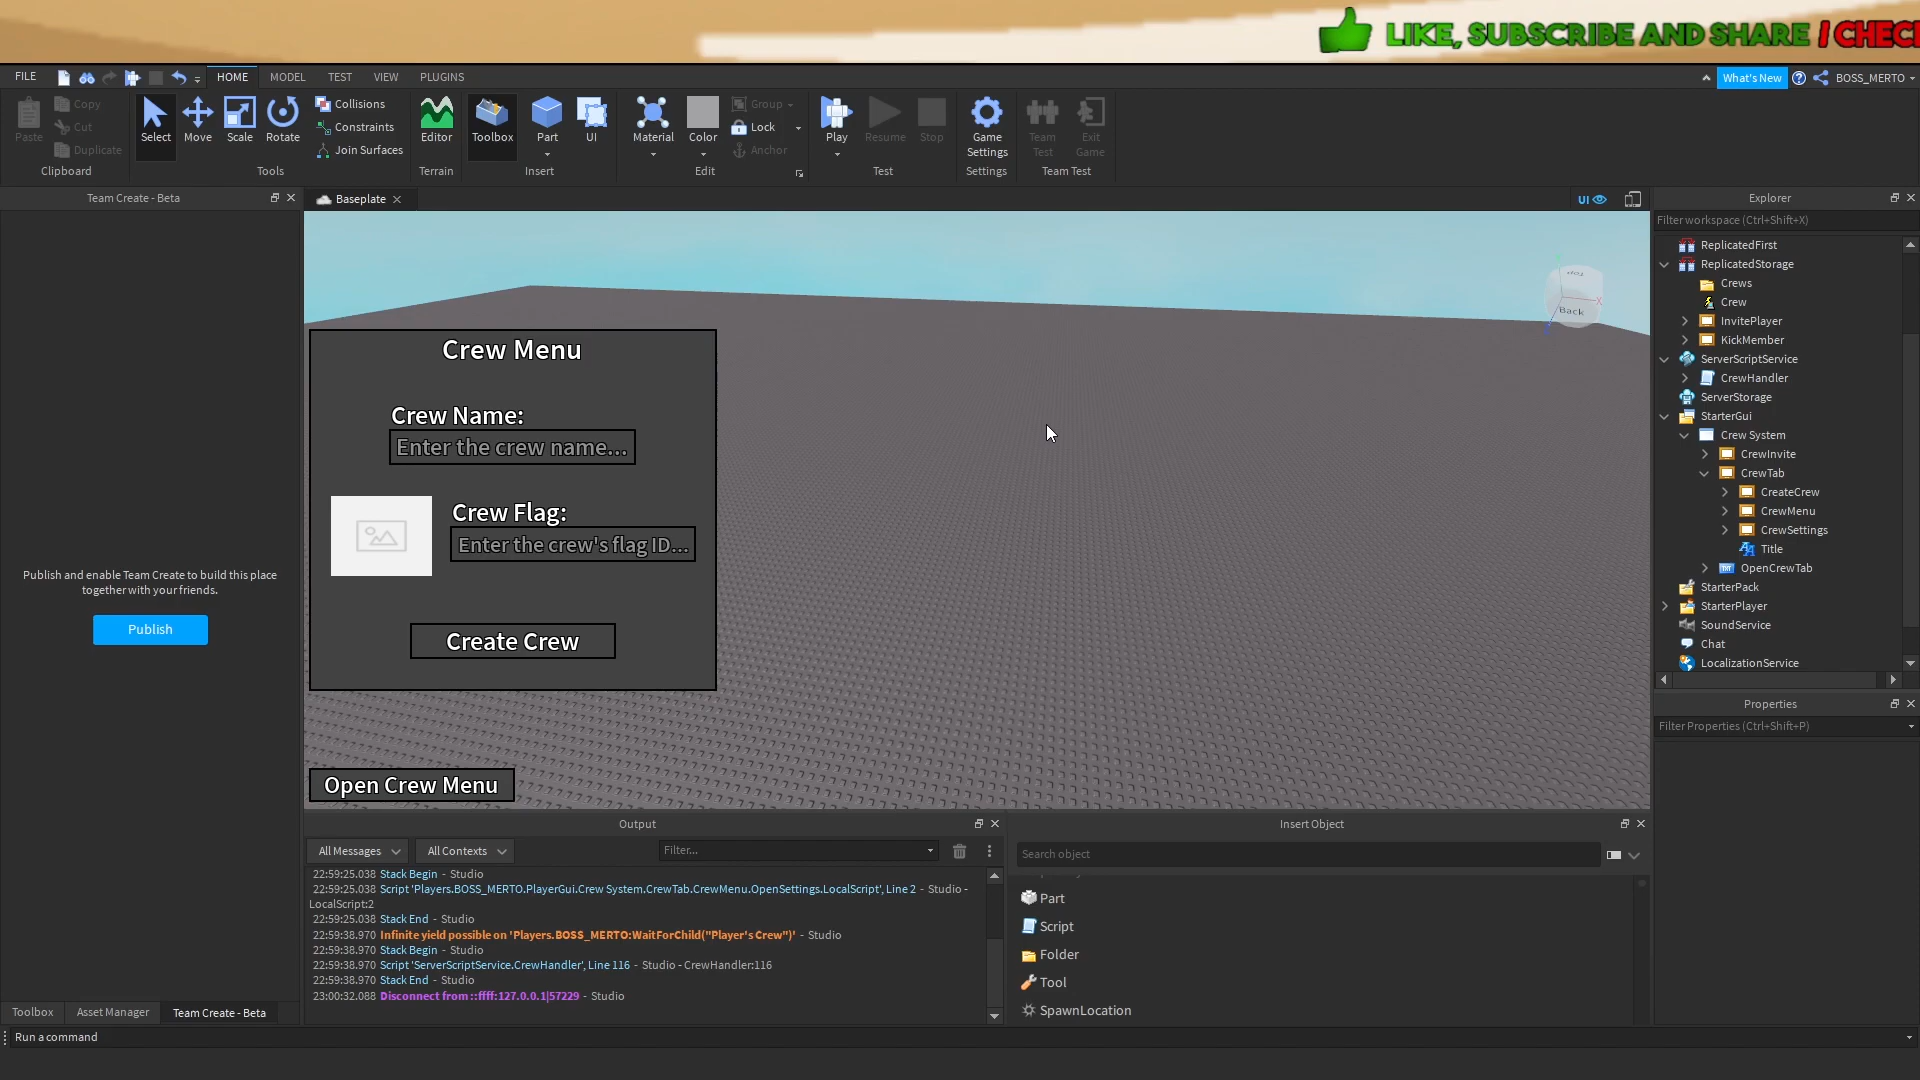 LIKE, SUBSCRIBE AND SHARE I CHECK
FILE
HOME
MODEL
TEST
VIEW
PLUGINS
What's New
BOSS_MERTO
Paste
Copy
Cut
Duplicate
Clipboard
Select
Move
Scale
Rotate
Collisions
Constraints
Join Surfaces
Tools
Editor
Terrain
Toolbox
Part
UI
Insert
Material
Color
Group
Lock
Anchor
Edit
Play
Resume
Stop
Test
Game
Settings
Settings
Team
Test
Exit
Game
Team Test
Team Create - Beta
Publish and enable Team Create to build this place
together with your friends.
Publish
Toolbox
Asset Manager
Team Create - Beta
Baseplate
UI
Back
Crew Menu
Crew Name:
Enter the crew name...
Crew Flag:
Enter the crew's flag ID...
Create Crew
Open Crew Menu
Output
All Messages
All Contexts
Filter...
22:59:25.038 Stack Begin - Studio
22:59:25.038 Script 'Players.BOSS_MERTO.PlayerGui.Crew System.CrewTab.CrewMenu.OpenSettings.LocalScript', Line 2 - Studio -
LocalScript:2
22:59:25.038 Stack End - Studio
22:59:38.970 Infinite yield possible on 'Players.BOSS_MERTO:WaitForChild("Player's Crew")' - Studio
22:59:38.970 Stack Begin - Studio
22:59:38.970 Script 'ServerScriptService.CrewHandler', Line 116 - Studio - CrewHandler:116
22:59:38.970 Stack End - Studio
23:00:32.088 Disconnect from ::ffff:127.0.0.1|57229 - Studio
Insert Object
Search object
Part
Script
Folder
Tool
SpawnLocation
Explorer
Filter workspace (Ctrl+Shift+X)
ReplicatedFirst
ReplicatedStorage
Crews
Crew
InvitePlayer
KickMember
ServerScriptService
CrewHandler
ServerStorage
StarterGui
Crew System
CrewInvite
CrewTab
CreateCrew
CrewMenu
CrewSettings
Title
OpenCrewTab
StarterPack
StarterPlayer
SoundService
Chat
LocalizationService
Properties
Filter Properties (Ctrl+Shift+P)
Run a command